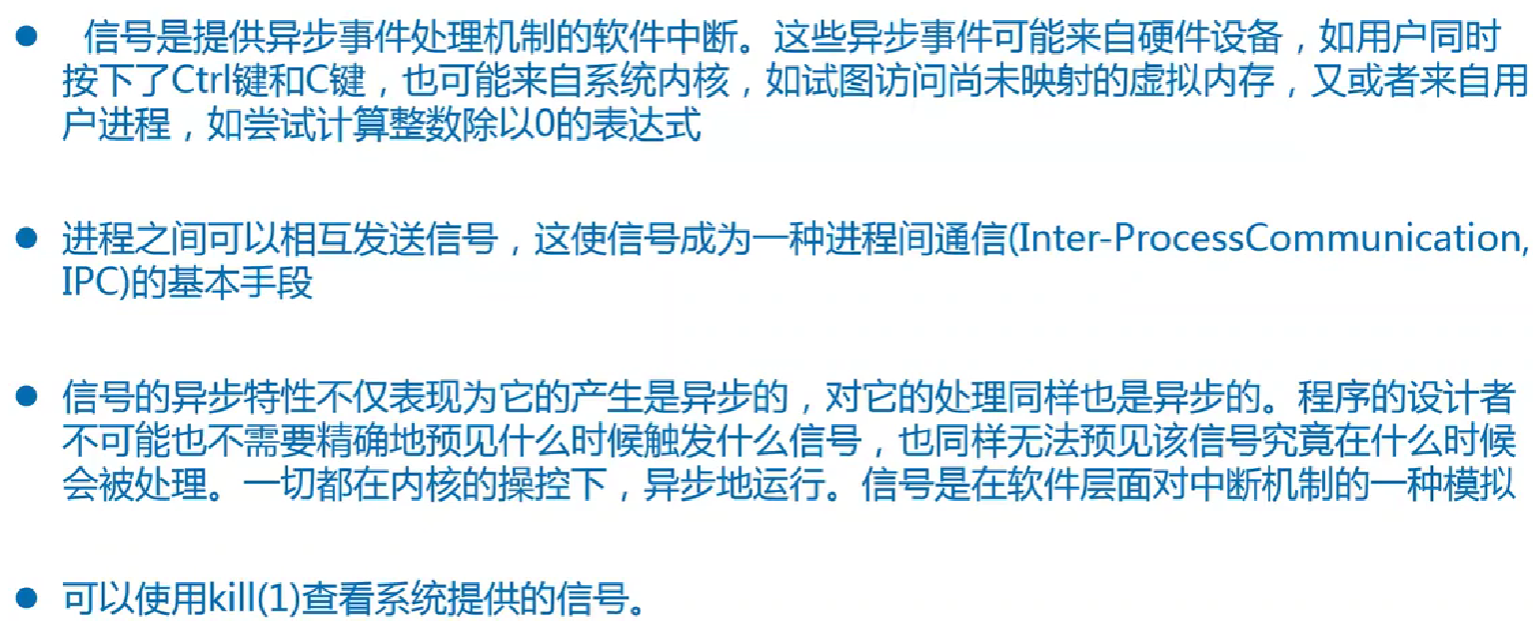 ● 信号是提供异步事件处理机制的软件中断。这些异步事件可能来自硬件设备，如用户同时
按下了Ctrl键和C键，也可能来自系统内核，如试图访问尚未映射的虚拟内存，又或者来自用
户进程，如尝试计算整数除以0的表达式
● 进程之间可以相互发送信号，这使信号成为一种进程间通信(Inter-ProcessCommunication,
IPC)的基本手段
● 信号的异步特性不仅表现为它的产生是异步的，对它的处理同样也是异步的。程序的设计者
不可能也不需要精确地预见什么时候触发什么信号，也同样无法预见该信号究竟在什么时候
会被处理。一切都在内核的操控下，异步地运行。信号是在软件层面对中断机制的一种模拟
● 可以使用kill(1)查看系统提供的信号。